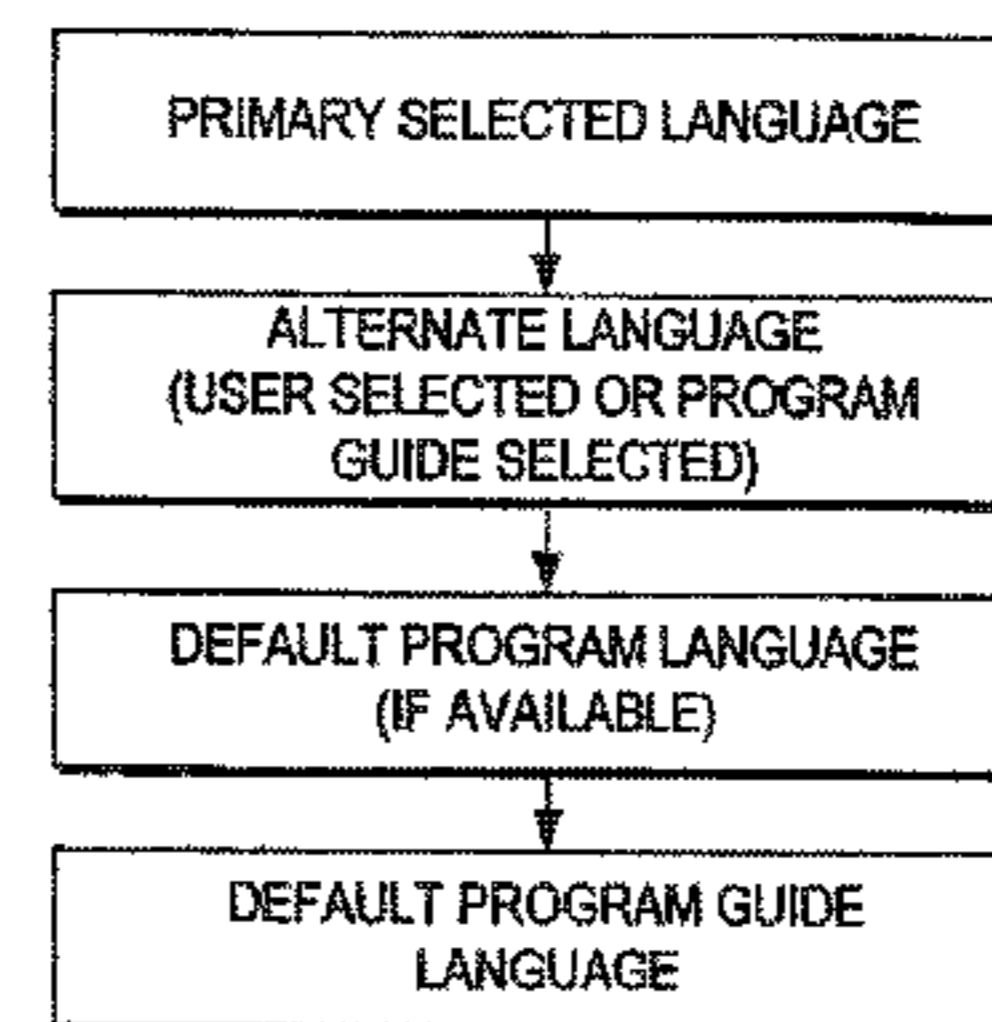 PRIMARY SELECTED LANGUAGE
ALTERNATE LANGUAGE
(USER SELECTED OR PROGRAM
GUIDE SELECTED)
DEFAULT PROGRAM LANGUAGE
(IF AVAILABLE)
DEFAULT PROGRAM GUIDE
LANGUAGE